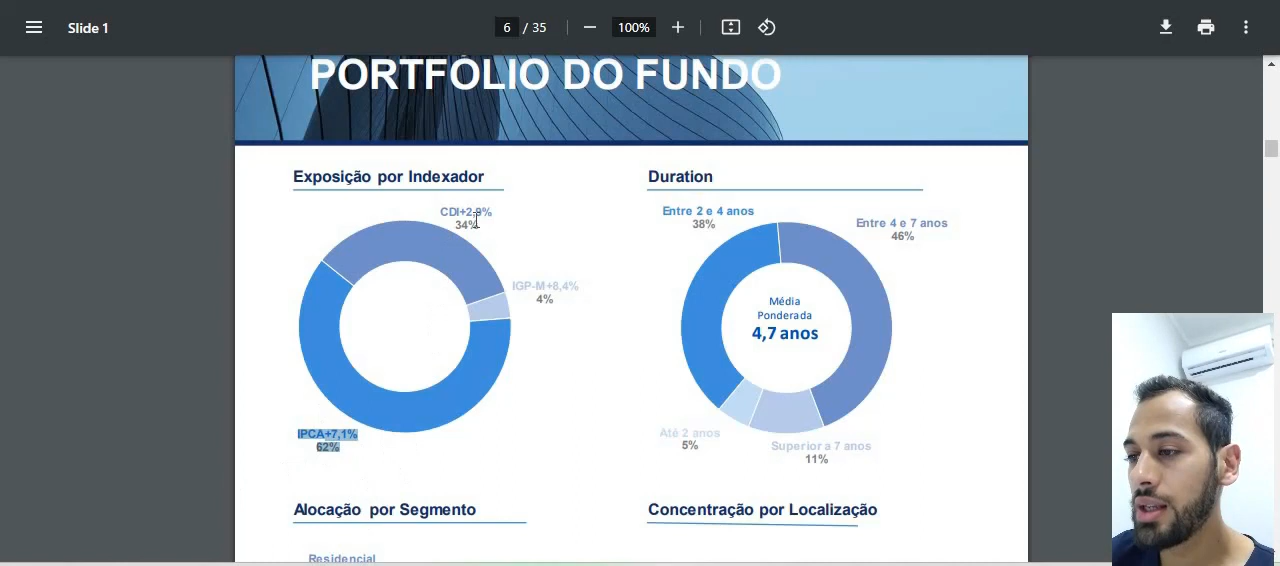 Slide 1
6 / 35
100%
PORTFÓLIO DO FUNDO
Exposição por Indexador
CDI+2,9%
34%
IGP-M+8,4%
4%
IPCA+7,1%
62%
Duration
Entre 2 e 4 anos
38%
Entre 4 e 7 anos
46%
Média
Ponderada
4,7 anos
Até 2 anos
5%
Superior a 7 anos
11%
Alocação por Segmento
Residencial
Concentração por Localização